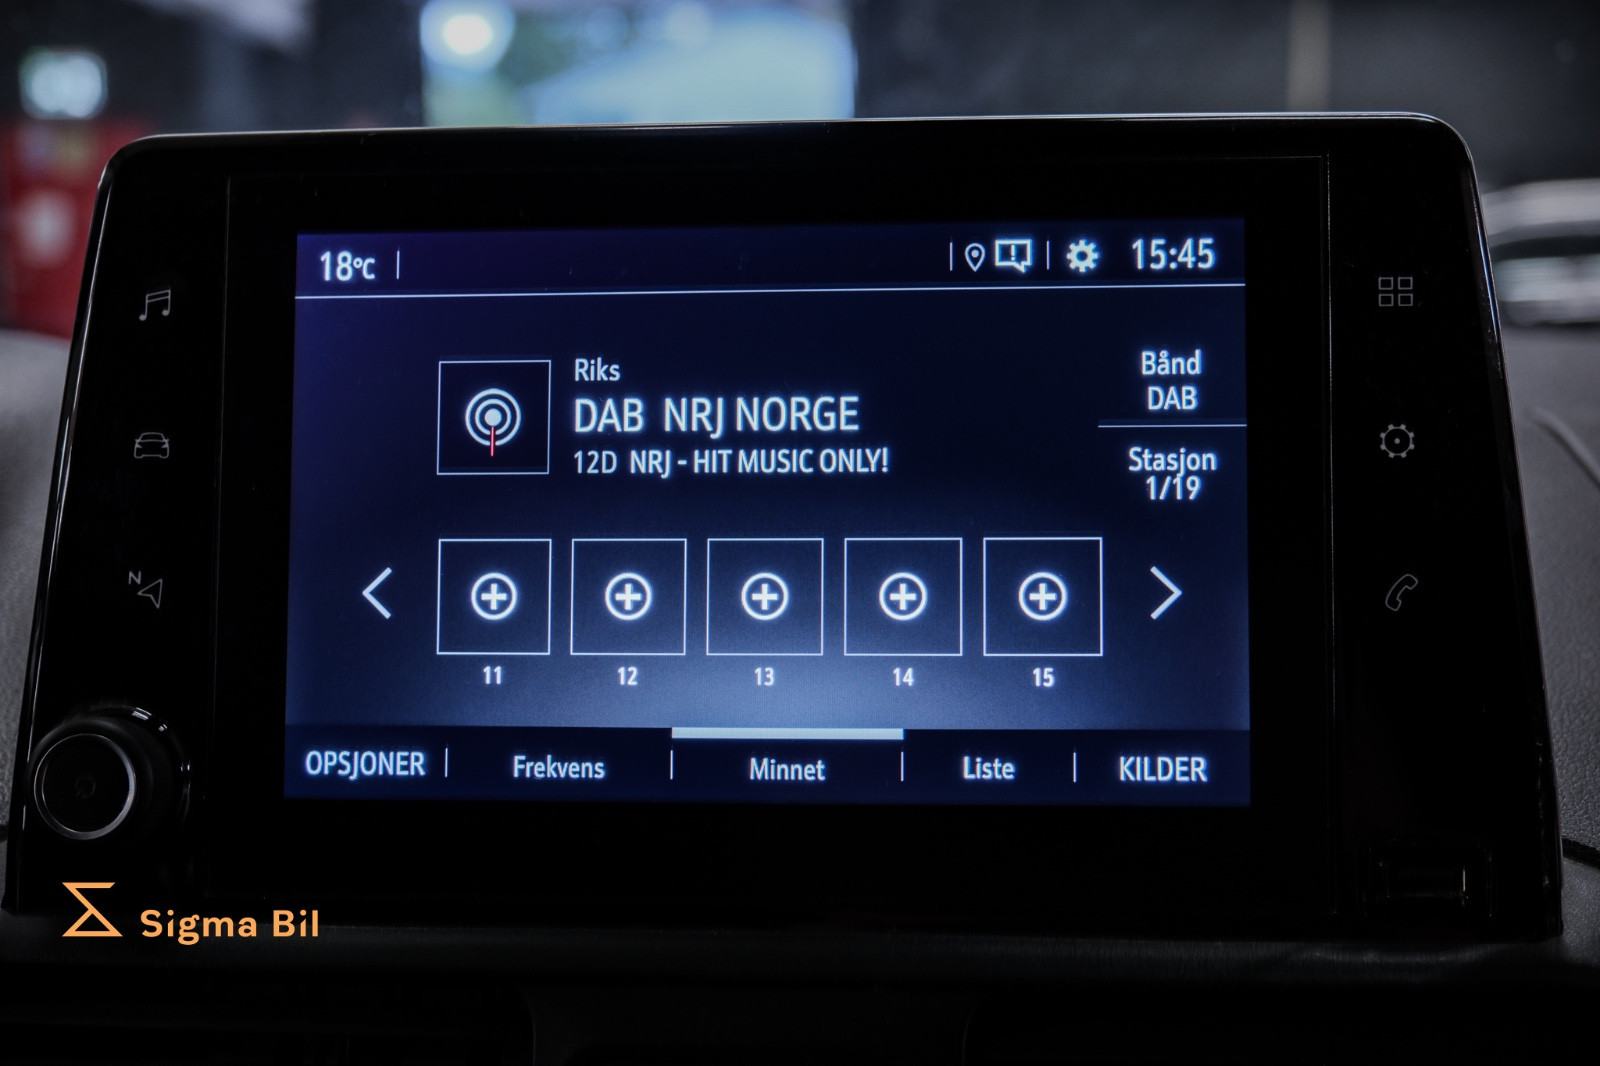 18°C
15:45
Riks
DAB NRJ NORGE
12D NRJ - HIT MUSIC ONLY!
Bånd
DAB
Stasjon
1/19
11 12 13 14 15
OPSJONER Frekvens Minnet Liste KILDER
N
Sigma Bil